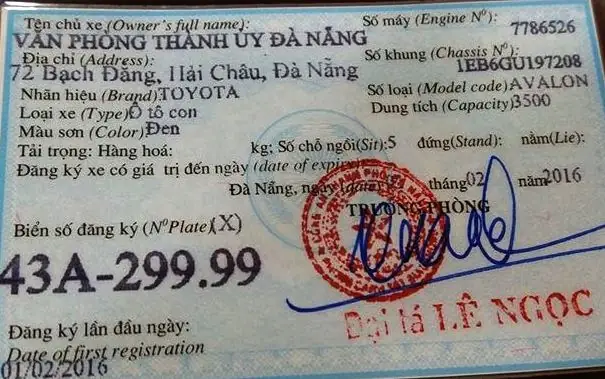 Tên chủ xe (Owner's full name): Số máy (Engine Nº): 7786526
VĂN PHÒNG THÀNH ỦY ĐÀ NẴNG
Địa chỉ (Address): Số khung (Chassis Nº): 1EB6GU197208
72 Bạch Đằng, Hải Châu, Đà Nẵng
Nhãn hiệu (Brand) TOYOTA Số loại (Model code) AVALON
Loại xe (Type) Ô tô con Dung tích (Capacity) 3500
Màu sơn (Color) Đen
Tải trọng: Hàng hoá: kg; Số chỗ ngồi (Sit): 5 đứng (Stand): nằm (Lie):
Đăng ký xe có giá trị đến ngày (date of expire)
Đà Nẵng, ngày (date) tháng 02 năm 2016
TRƯỞNG PHÒNG
Biển số đăng ký (Nº Plate) (X)
43A-299.99
Đại tá LÊ NGỌC
Đăng ký lần đầu ngày:
Date of first registration
01/02/2016